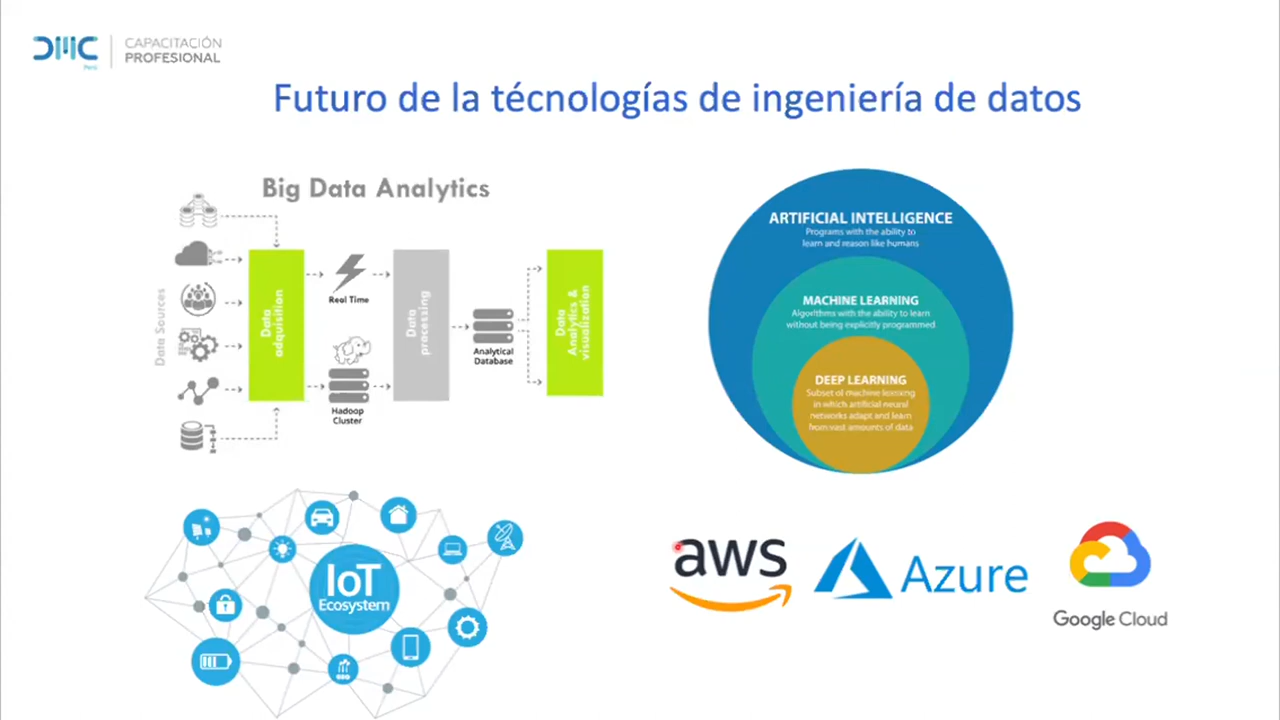 DMC
Perú
CAPACITACIÓN
PROFESIONAL
Futuro de la técnologías de ingeniería de datos
Big Data Analytics
Data Sources
Data
adquisition
Real Time
Hadoop
Cluster
Data
processing
Analytical
Database
Data
Analytics &
visualization
ARTIFICIAL INTELLIGENCE
Programs with the ability to
learn and reason like humans
MACHINE LEARNING
Algorithms with the ability to learn
without being explicitly programmed
DEEP LEARNING
Subset of machine learning
in which artificial neural
networks adapt and learn
from vast amounts of data
IoT
Ecosystem
aws
Azure
Google Cloud